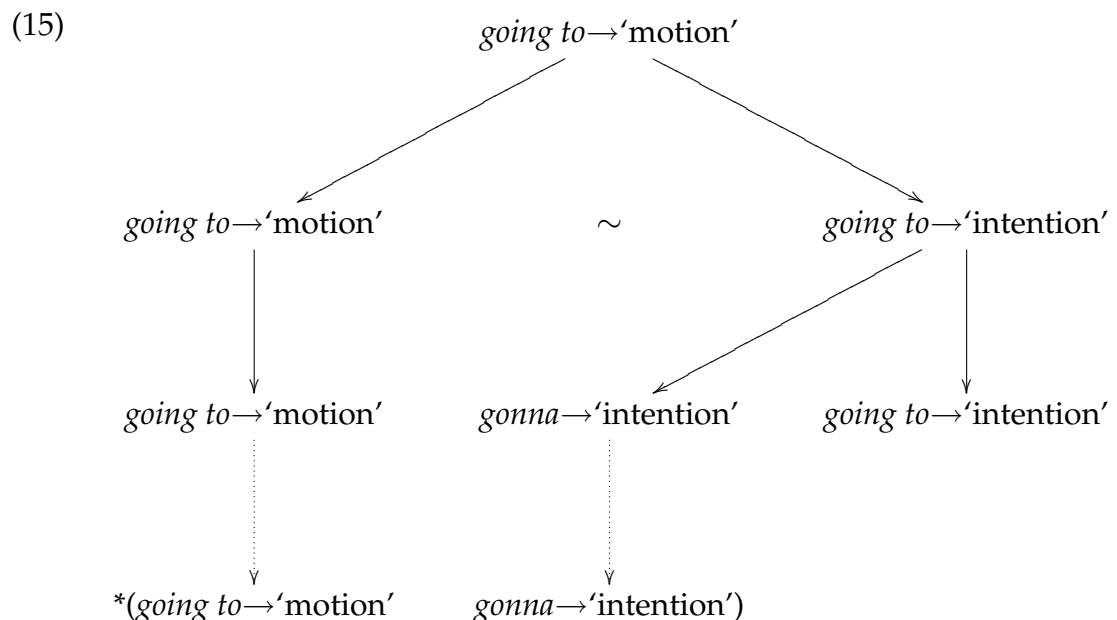 (15) going to→‘motion’
going to→‘motion’ ∼ going to→‘intention’
going to→‘motion’ gonna→‘intention’ going to→‘intention’
*(going to→‘motion’ gonna→‘intention’)